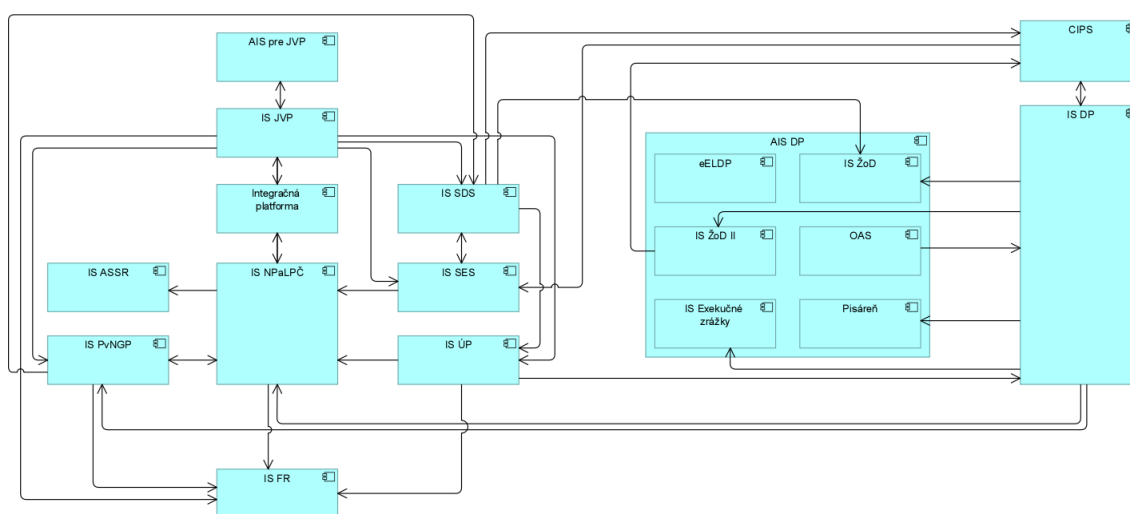 CIPS
AIS pre JVP
IS JVP
IS DP
AIS DP
eELDP
IS ŽoD
Integračná
platforma
IS SDS
IS ŽoD II
OAS
IS ASSR
IS NPaLPČ
IS SES
IS Exekučné
zrážky
Pisáreň
IS PvNGP
IS ÚP
IS FR